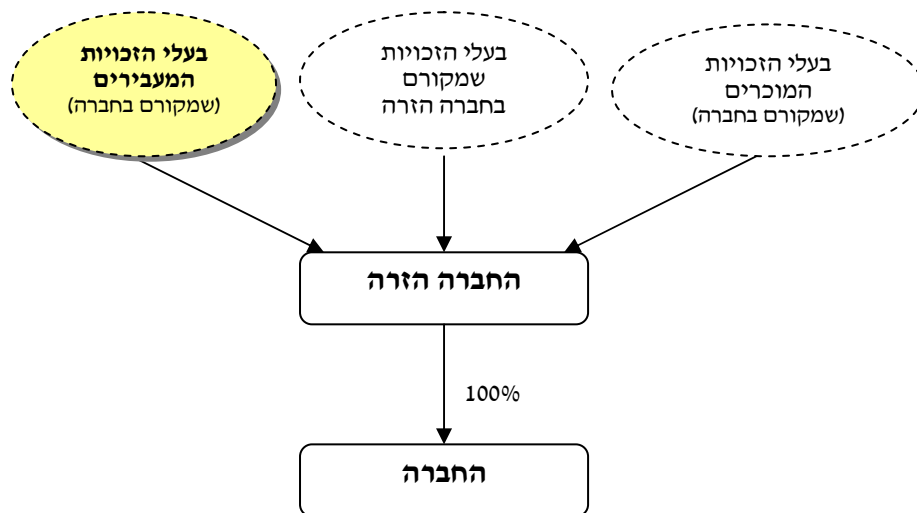 בעלי הזכויות
המוכרים
(שמקורם בחברה)
בעלי הזכויות
שמקורם
בחברה הזרה
בעלי הזכויות
המעבירים
(שמקורם בחברה)
החברה הזרה
100%
החברה